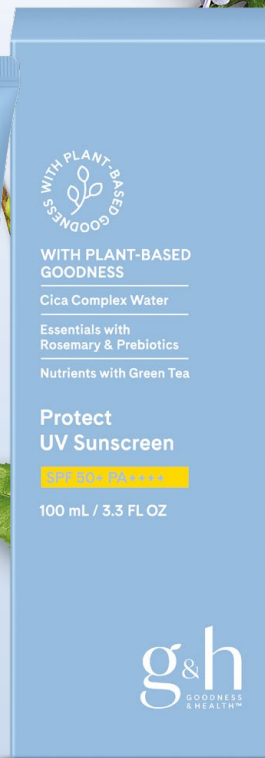 WITH PLANT-BASED GOODNESS
WITH PLANT-BASED
GOODNESS
Cica Complex Water
Essentials with
Rosemary & Prebiotics
Nutrients with Green Tea
Protect
UV Sunscreen
SPF 50+ PA++++
100 mL / 3.3 FL OZ
g&h
GOODNESS
& HEALTH™